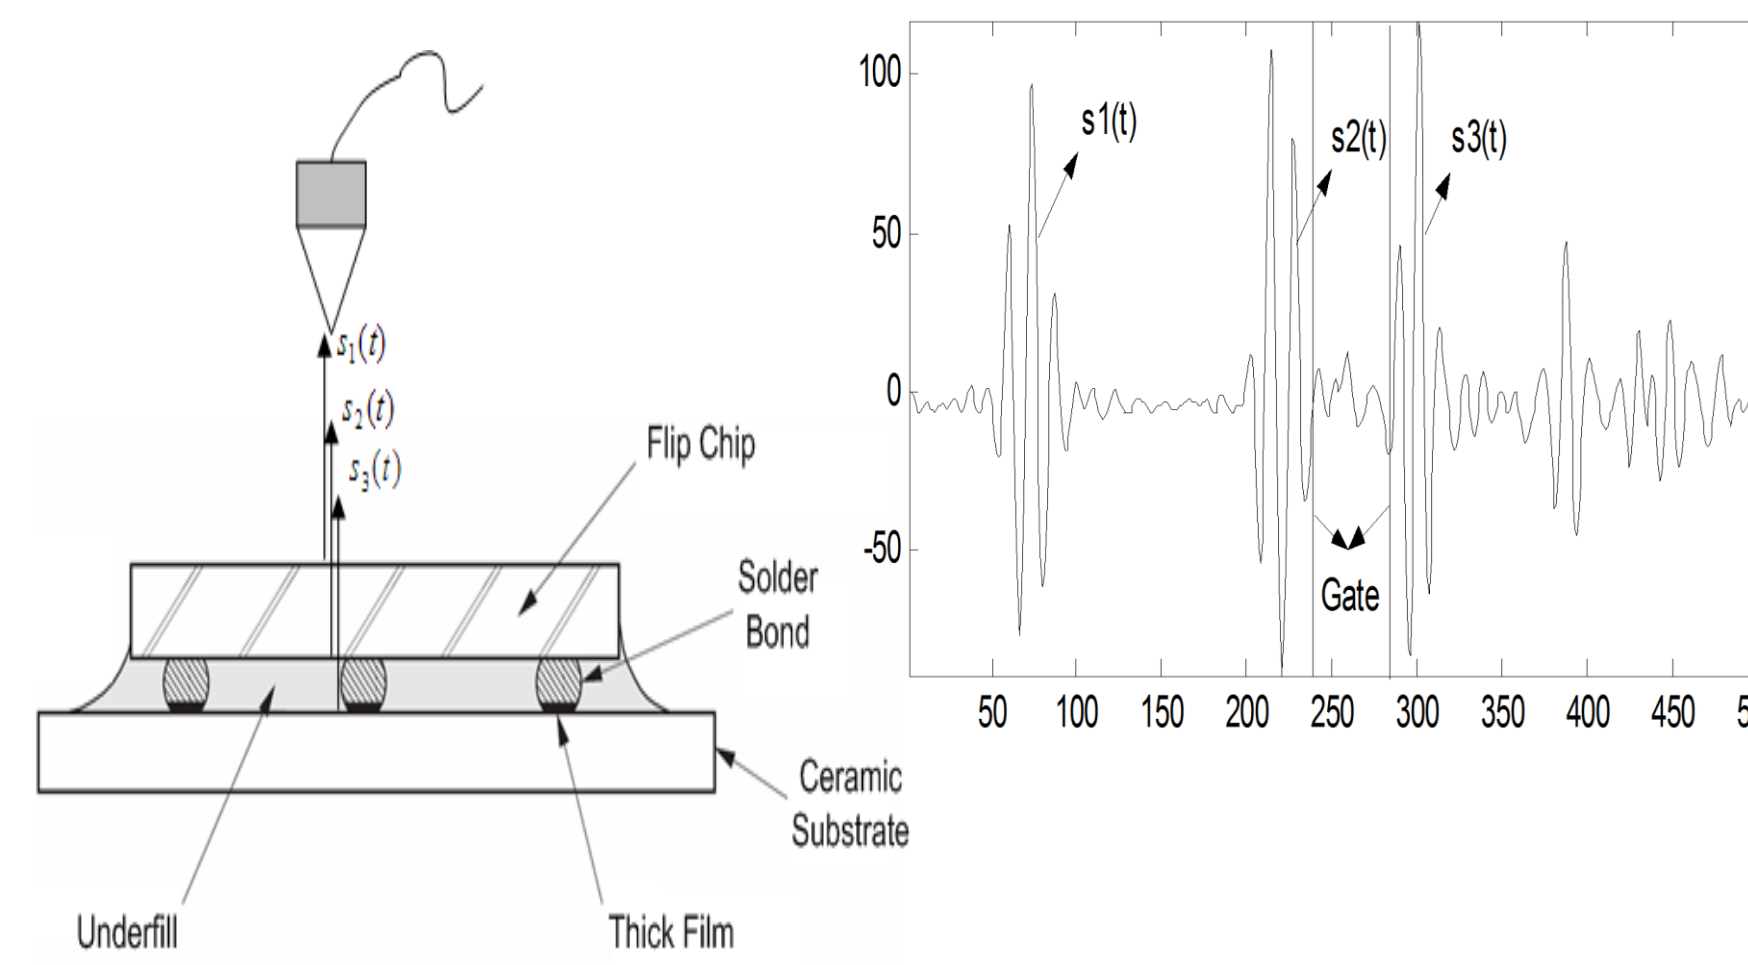 s₁(t)
s₂(t)
s₃(t)
Flip Chip
Solder
Bond
Ceramic
Substrate
Underfill
Thick Film
100
50
0
-50
s1(t)
s2(t)
s3(t)
Gate
50 100 150 200 250 300 350 400 450 5